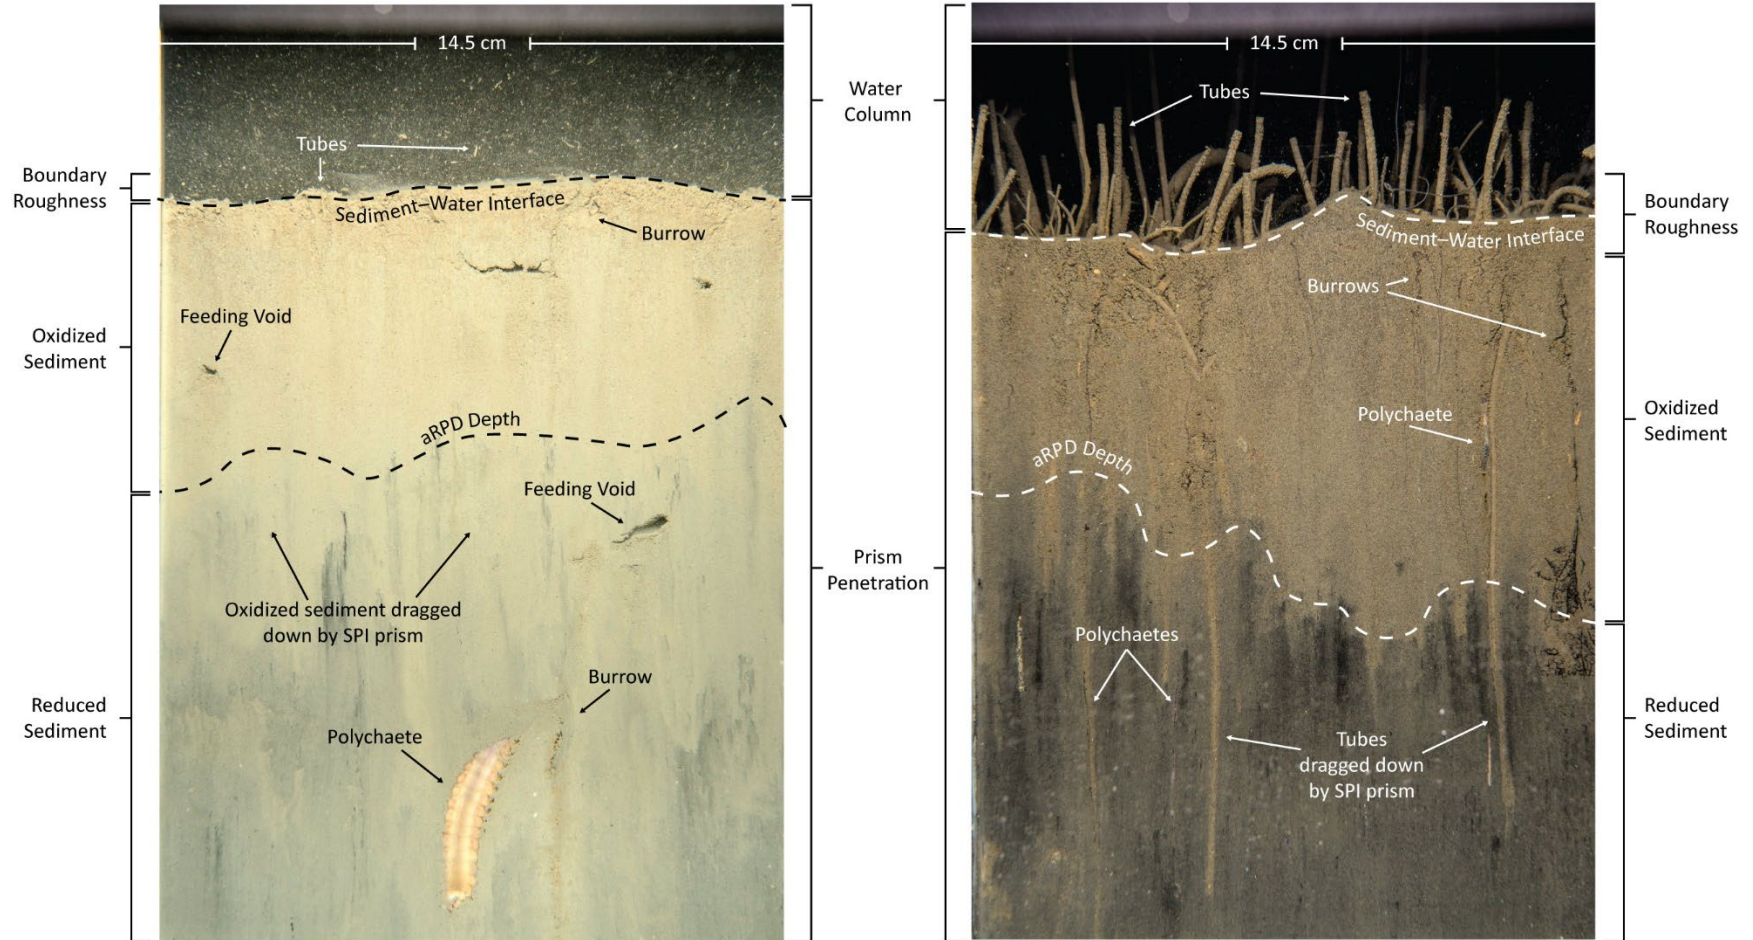 14.5 cm
Tubes
Boundary
Roughness
Sediment–Water Interface
Burrow
Feeding Void
Oxidized
Sediment
aRPD Depth
Feeding Void
Oxidized sediment dragged
down by SPI prism
Burrow
Reduced
Sediment
Polychaete
Water
Column
Prism
Penetration
14.5 cm
Tubes
Boundary
Roughness
Sediment–Water Interface
Burrows
Polychaete
Oxidized
Sediment
aRPD Depth
Polychaetes
Tubes
dragged down
by SPI prism
Reduced
Sediment